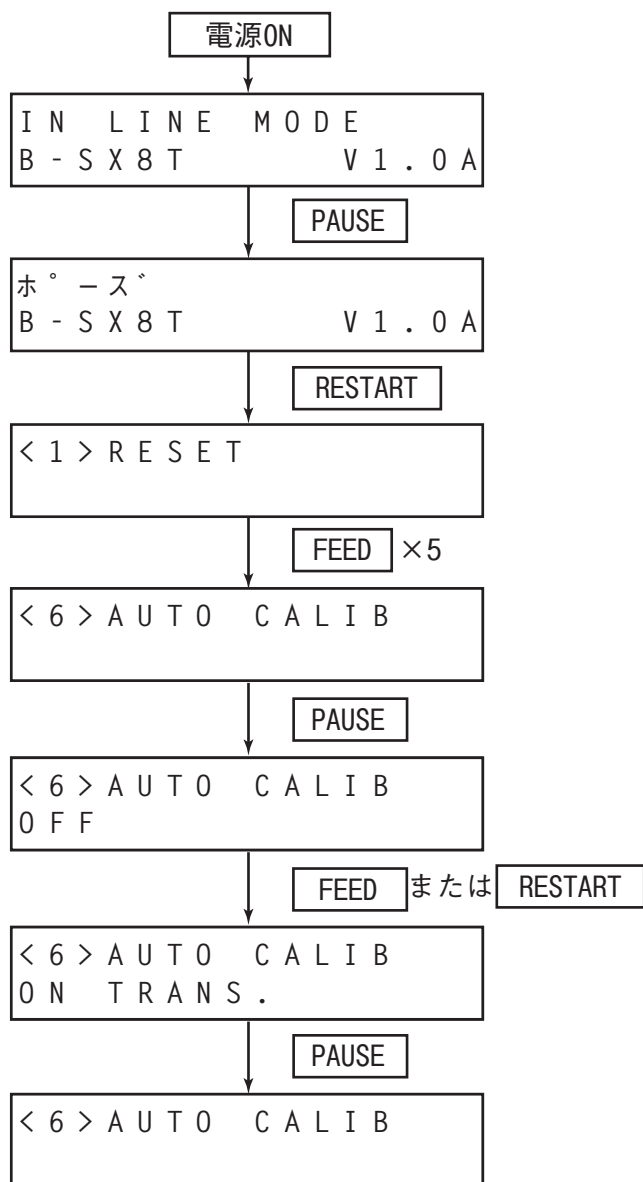 電源ON
IN LINE MODE
B-SX8T V1.0A
PAUSE
ホ゜ーズ
B-SX8T V1.0A
RESTART
<1>RESET
FEED ×5
<6>AUTO CALIB
PAUSE
<6>AUTO CALIB
OFF
FEED または RESTART
<6>AUTO CALIB
ON TRANS.
PAUSE
<6>AUTO CALIB